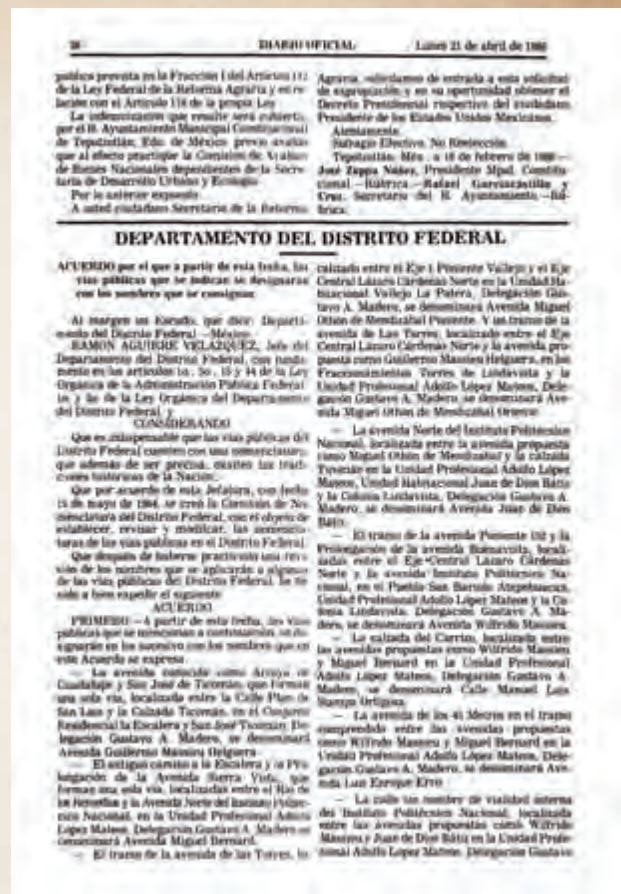 DIARIO OFICIAL Lunes 21 de abril de 1986
pública prevista en la Fracción I del Artículo 112
de la Ley Federal de la Reforma Agraria y en re-
lación con el Artículo 116 de la propia Ley
La indemnización que resulte será cubierta,
por el H. Ayuntamiento Municipal Constitucional
de Tepotzotlán, Edo. de México previo avalúo
que al efecto practique la Comisión de Avalúos
de Bienes Nacionales dependientes de la Secre-
taría de Desarrollo Urbano y Ecología
Por lo anterior expuesto
A usted ciudadano Secretario de la Reforma
Agraria, solicitamos de entrada a esta solicitud
de expropiación y en su oportunidad obtener el
Decreto Presidencial respectivo del ciudadano
Presidente de los Estados Unidos Mexicanos.
Atentamente.
Sufragio Efectivo. No Reelección.
Tepotzotlán, Méx., a 18 de febrero de 1986.—
José Zuppa Núñez, Presidente Mpal. Constitu-
cional.—Rúbrica.—Rafael Garciacastillo y
Cruz, Secretario del H. Ayuntamiento.—Rú-
brica.
DEPARTAMENTO DEL DISTRITO FEDERAL
ACUERDO por el que a partir de esta fecha, las
vías públicas que se indican se designarán
con los nombres que se consignan
Al margen un Escudo, que dice: Departa-
mento del Distrito Federal.—México
RAMON AGUIRRE VELAZQUEZ, Jefe del
Departamento del Distrito Federal, con funda-
mento en los artículos 1o., 5o., 15 y 44 de la Ley
Orgánica de la Administración Pública Federal
1o. y de la Ley Orgánica del Departamento
del Distrito Federal, y
CONSIDERANDO
Que es indispensable que las vías públicas del
Distrito Federal cuenten con una nomenclatura,
que además de ser precisa, exalten las tradi-
ciones históricas de la Nación.
Que por acuerdo de esta Jefatura, con fecha
15 de mayo de 1984, se creó la Comisión de No-
menclatura del Distrito Federal, con el objeto de
establecer, revisar y modificar, las nomencla-
turas de las vías públicas en el Distrito Federal.
Que después de haberse practicado una revi-
sión de los nombres que se aplicarán a algunas
de las vías públicas del Distrito Federal, he te-
nido a bien expedir el siguiente
ACUERDO
PRIMERO.—A partir de esta fecha, las vías
públicas que se mencionan a continuación, se de-
signarán en los sucesivo con los nombres que en
este Acuerdo se expresa
— La avenida conocida como Arroyo de
Guadalupe y San José de Ticomán, que forman
una sola vía, localizada entre la Calle Plan de
San Luis y la Calzada Ticomán, en el Conjunto
Residencial la Escalera y San José Ticomán, De-
legación Gustavo A. Madero, se denominará
Avenida Guillermo Massieu Helguera
— El antiguo camino a la Escalera y la Pro-
longación de la Avenida Sierra Vista, que
forman una sola vía, localizadas entre el Río de
los Remedios y la Avenida Norte del Instituto Politéc-
nico Nacional, en la Unidad Profesional Adolfo
López Mateos, Delegación Gustavo A. Madero se
denominará Avenida Miguel Bernard.
— El tramo de la avenida de las Torres, lo-
calizado entre el Eje 1 Poniente Vallejo y el Eje
Central Lázaro Cárdenas Norte en la Unidad Ha-
bitacional Vallejo La Patera, Delegación Gus-
tavo A. Madero, se denominará Avenida Miguel
Othón de Mendizábal Poniente. Y un tramo de la
avenida de Las Torres, localizado entre el Eje
Central Lázaro Cárdenas Norte y la avenida pro-
puesta como Guillermo Massieu Helguera, en los
Fraccionamientos Torres de Lindavista y la
Unidad Profesional Adolfo López Mateos, Dele-
gación Gustavo A. Madero, se denominará Ave-
nida Miguel Othón de Mendizábal Oriente
— La avenida Norte del Instituto Politécnico
Nacional, localizada entre la avenida propuesta
como Miguel Othón de Mendizábal y la calzada
Ticomán en la Unidad Profesional Adolfo López
Mateos, Unidad Habitacional Juan de Dios Bátiz
y la Colonia Lindavista, Delegación Gustavo A.
Madero, se denominará Avenida Juan de Dios
Bátiz.
— El tramo de la avenida Poniente 152 y la
Prolongación de la avenida Buenavista, locali-
zadas entre el Eje Central Lázaro Cárdenas
Norte y la avenida Instituto Politécnico Na-
cional, en el Pueblo San Bartolo Atepehuacan,
Unidad Profesional Adolfo López Mateos y la Co-
lonia Lindavista, Delegación Gustavo A. Ma-
dero, se denominará Avenida Wilfrido Massieu.
— La calzada del Carrizo, localizada entre
las avenidas propuestas como Wilfrido Massieu
y Miguel Bernard en la Unidad Profesional
Adolfo López Mateos, Delegación Gustavo A.
Madero, se denominará Calle Manuel Luis
Stampa Ortigosa.
— La avenida de los 45 Metros en el tramo
comprendido entre las avenidas propuestas
como Wilfrido Massieu y Miguel Bernard en la
Unidad Profesional Adolfo López Mateos, Dele-
gación Gustavo A. Madero, se denominará Ave-
nida Luis Enrique Erro
— La calle sin nombre de vialidad interna
del Instituto Politécnico Nacional, localizada
entre las avenidas propuestas como Wilfrido
Massieu y Juan de Dios Bátiz en la Unidad Profe-
sional Adolfo López Mateos, Delegación Gustavo